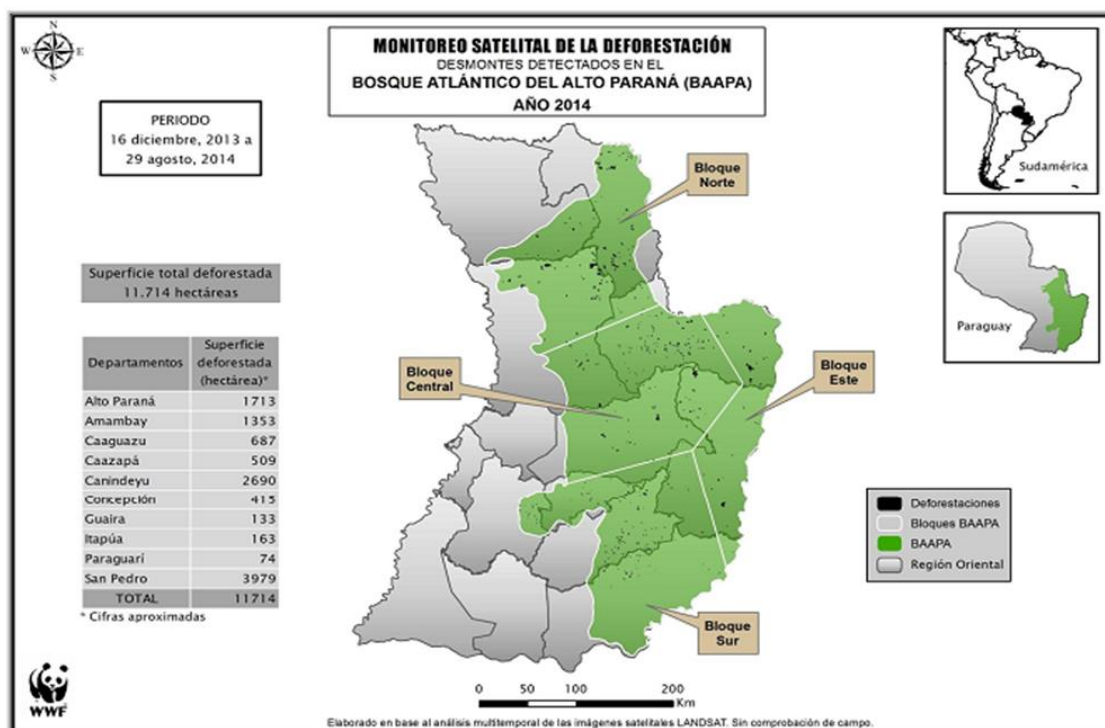 N
W E
S
MONITOREO SATELITAL DE LA DEFORESTACIÓN
DESMONTES DETECTADOS EN EL
BOSQUE ATLÁNTICO DEL ALTO PARANÁ (BAAPA)
AÑO 2014
PERIODO
16 diciembre, 2013 a
29 agosto, 2014
Sudamérica
Bloque
Norte
Superficie total deforestada
11.714 hectáreas
Paraguay
Departamentos Superficie
deforestada
(hectárea)*
Alto Paraná 1713
Amambay 1353
Caaguazu 687
Caazapá 509
Canindeyu 2690
Concepción 415
Guaira 133
Itapúa 163
Paraguarí 74
San Pedro 3979
TOTAL 11714
* Cifras aproximadas
Bloque
Central
Bloque
Este
Deforestaciones
Bloques BAAPA
BAAPA
Región Oriental
Bloque
Sur
WWF
0 50 100 200
Km
Elaborado en base al análisis multitemporal de las imágenes satelitales LANDSAT. Sin comprobación de campo.